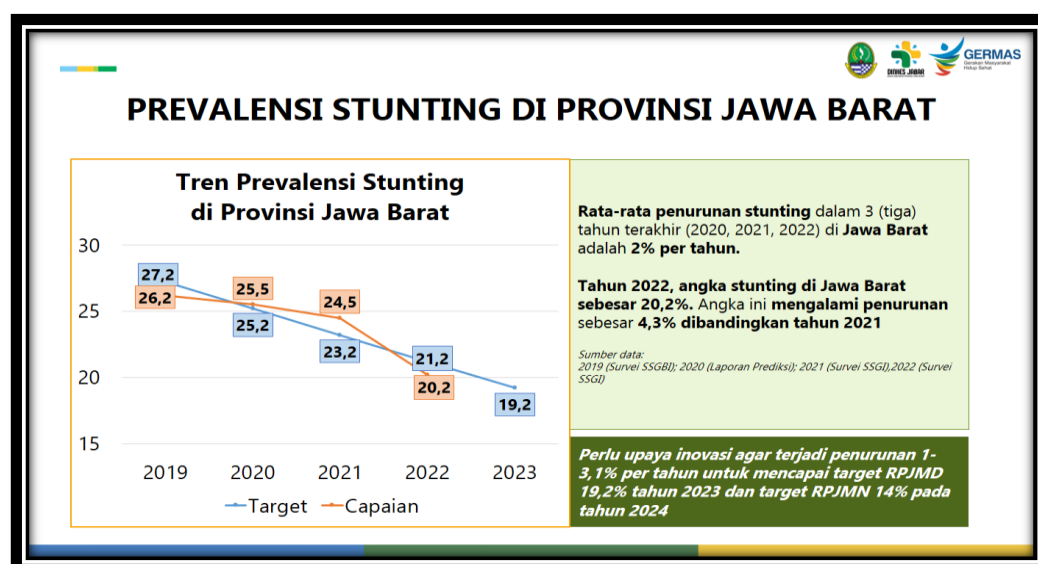 GERMAS
Gerakan Masyarakat
Hidup Sehat
DINKES JABAR
PREVALENSI STUNTING DI PROVINSI JAWA BARAT
Tren Prevalensi Stunting
di Provinsi Jawa Barat
30
25
20
15
27,2
26,2
25,5
25,2
24,5
23,2
21,2
20,2
19,2
2019 2020 2021 2022 2023
Target Capaian
Rata-rata penurunan stunting dalam 3 (tiga)
tahun terakhir (2020, 2021, 2022) di Jawa Barat
adalah 2% per tahun.
Tahun 2022, angka stunting di Jawa Barat
sebesar 20,2%. Angka ini mengalami penurunan
sebesar 4,3% dibandingkan tahun 2021
Sumber data:
2019 (Survei SSGBI); 2020 (Laporan Prediksi); 2021 (Survei SSGI),2022 (Survei
SSGI)
Perlu upaya inovasi agar terjadi penurunan 1-
3,1% per tahun untuk mencapai target RPJMD
19,2% tahun 2023 dan target RPJMN 14% pada
tahun 2024